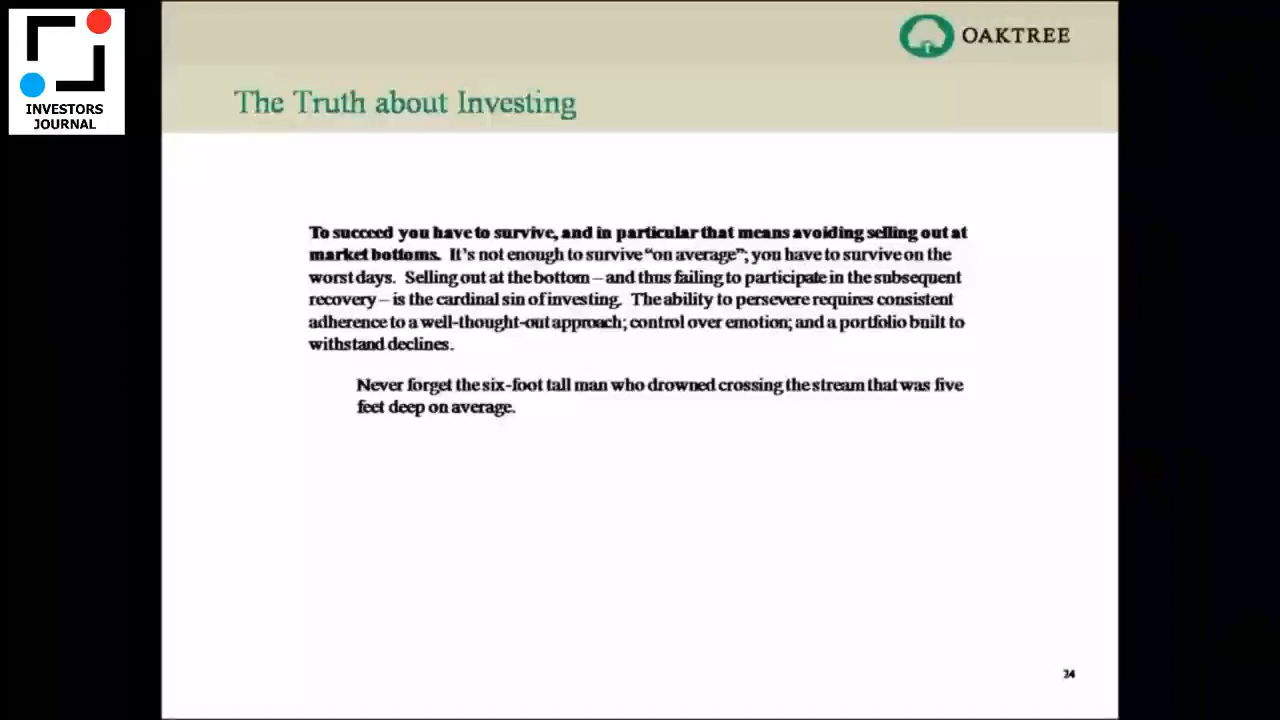 INVESTORS
JOURNAL
OAKTREE
The Truth about Investing
To succeed you have to survive, and in particular that means avoiding selling out at
market bottoms. It's not enough to survive “on average”; you have to survive on the
worst days. Selling out at the bottom – and thus failing to participate in the subsequent
recovery – is the cardinal sin of investing. The ability to persevere requires consistent
adherence to a well-thought-out approach; control over emotion; and a portfolio built to
withstand declines.
Never forget the six-foot tall man who drowned crossing the stream that was five
feet deep on average.
24